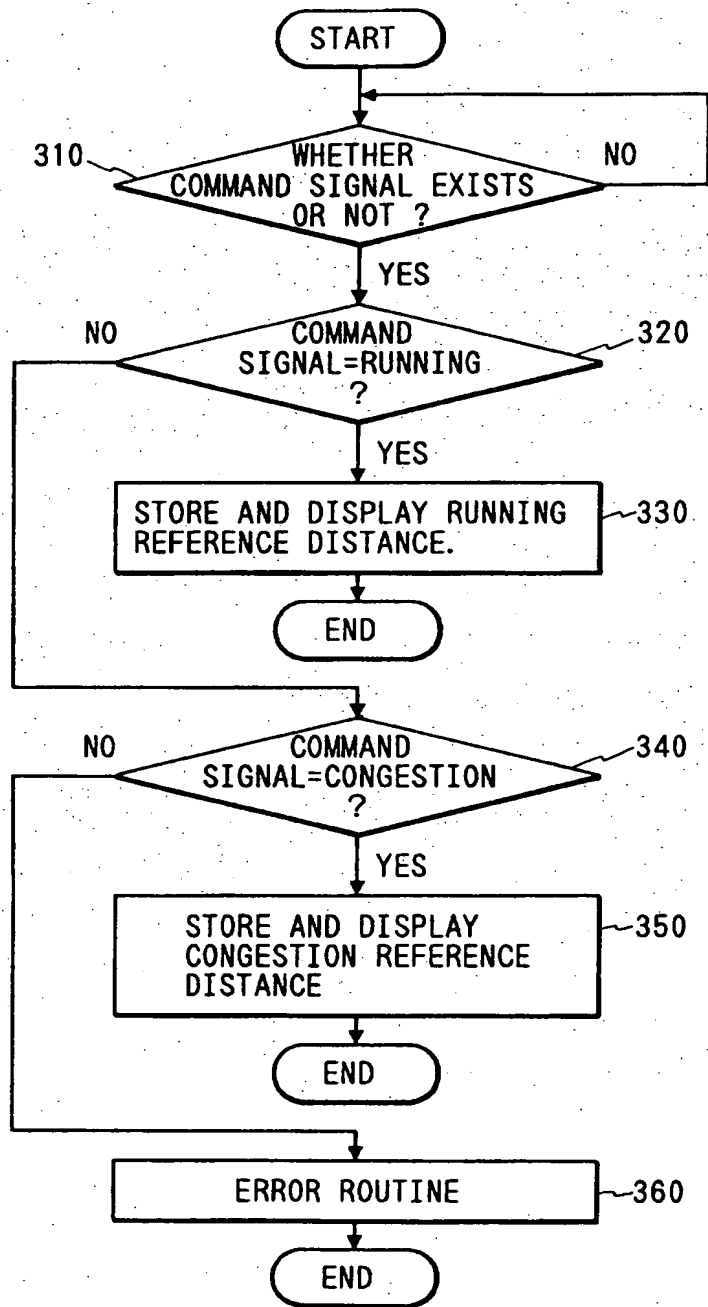 START
310
WHETHER
COMMAND SIGNAL EXISTS
OR NOT ?
NO
YES
NO
COMMAND
SIGNAL=RUNNING
?
320
YES
STORE AND DISPLAY RUNNING
REFERENCE DISTANCE.
330
END
NO
COMMAND
SIGNAL=CONGESTION
?
340
YES
STORE AND DISPLAY
CONGESTION REFERENCE
DISTANCE
350
END
ERROR ROUTINE
360
END